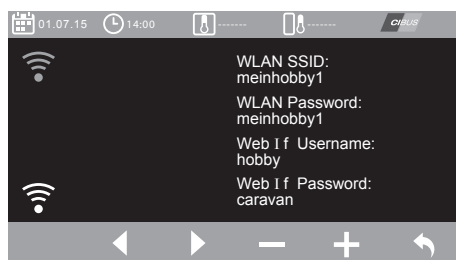 01.07.15 14:00 ------- ------- CIBUS
WLAN SSID:
meinhobby1
WLAN Password:
meinhobby1
Web If Username:
hobby
Web If Password:
caravan